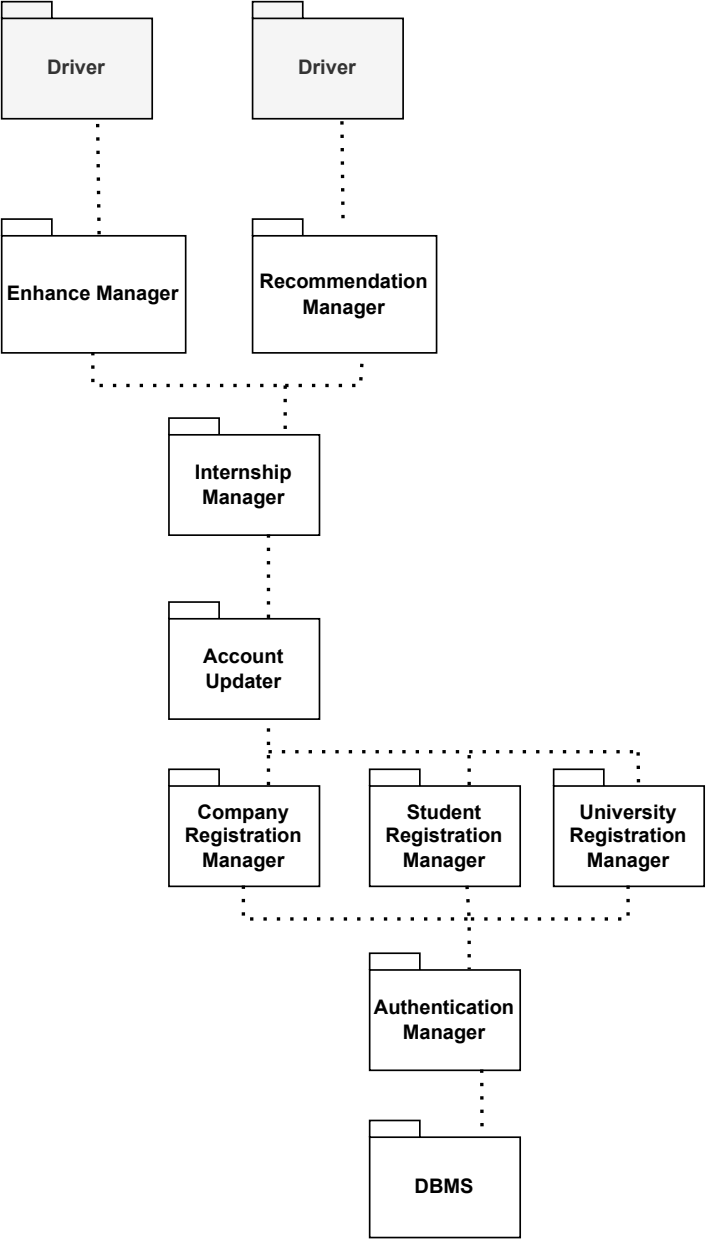 Driver
Driver
Enhance Manager
Recommendation
Manager
Internship
Manager
Account
Updater
Company
Registration
Manager
Student
Registration
Manager
University
Registration
Manager
Authentication
Manager
DBMS